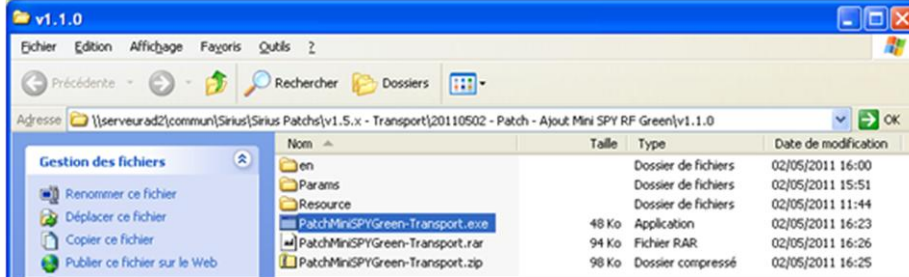 v1.1.0
Fichier Edition Affichage Favoris Outils ?
Précédente Rechercher Dossiers
Adresse \\serveurad2\commun\Sirius\Sirius Patchs\v1.5.x - Transport\20110502 - Patch - Ajout Mini SPY RF Green\v1.1.0 OK
Nom Taille Type Date de modification
Gestion des fichiers
en Dossier de fichiers 02/05/2011 16:00
Renommer ce fichier
Params Dossier de fichiers 02/05/2011 15:51
Déplacer ce fichier
Resource Dossier de fichiers 02/05/2011 11:44
PatchMiniSPYGreen-Transport.exe 48 Ko Application 02/05/2011 16:23
Copier ce fichier
PatchMiniSPYGreen-Transport.rar 94 Ko Fichier RAR 02/05/2011 16:26
Publier ce fichier sur le Web
PatchMiniSPYGreen-Transport.zip 98 Ko Dossier compressé 02/05/2011 16:25